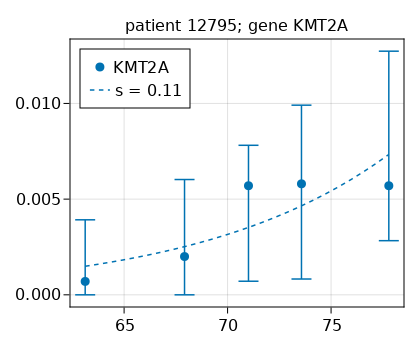 patient 12795; gene KMT2A
KMT2A
s = 0.11
0.010
0.005
0.000
65 70 75